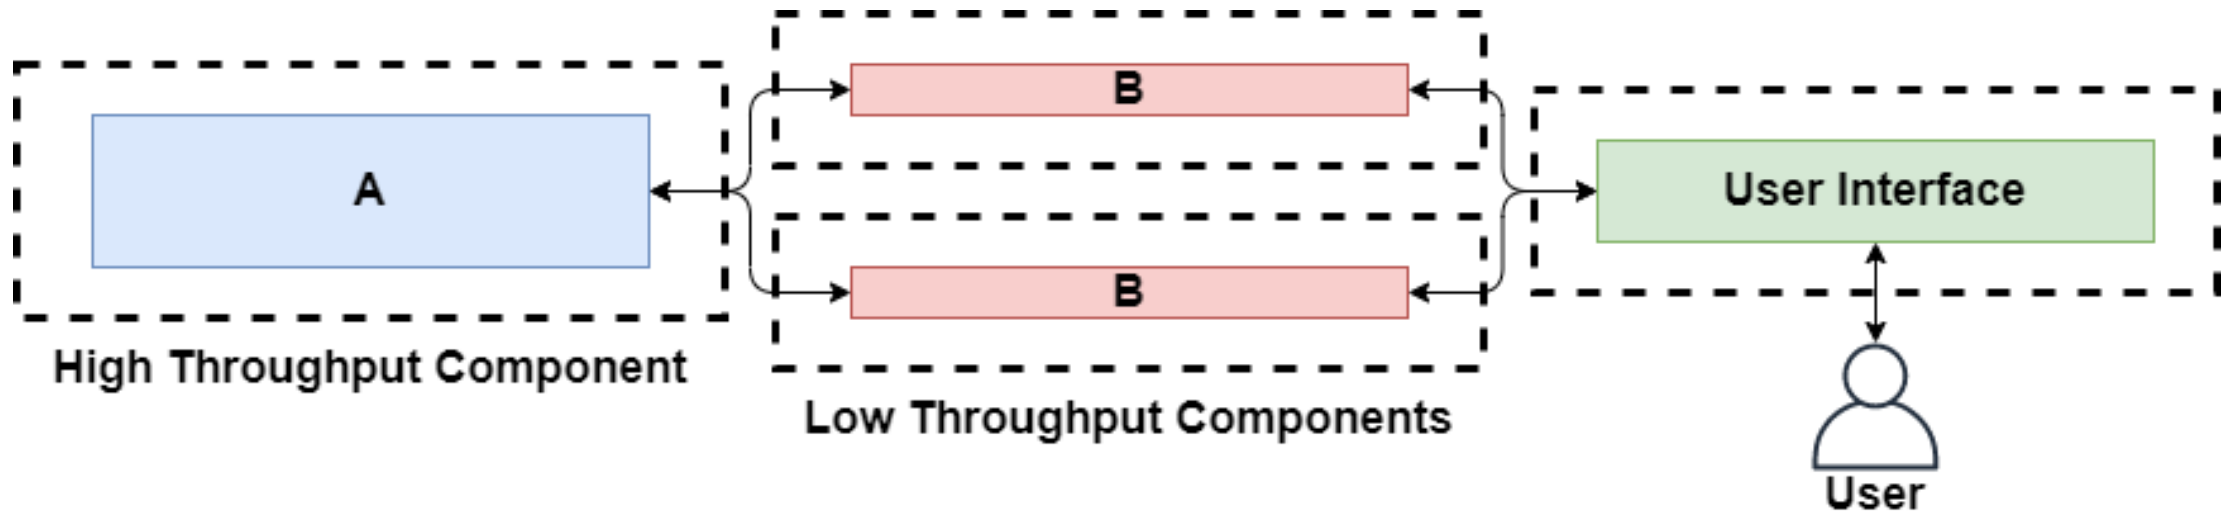 A
High Throughput Component
B
B
Low Throughput Components
User Interface
User